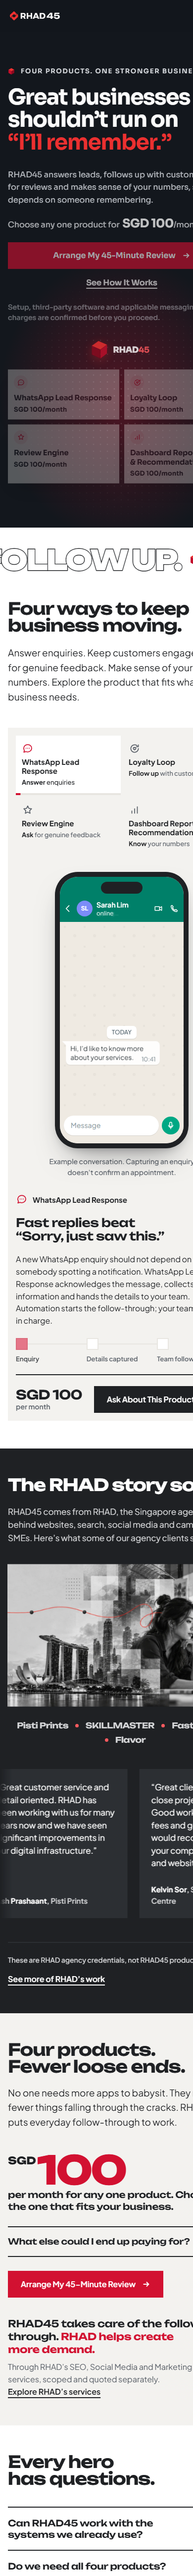 RHAD45
FOUR PRODUCTS. ONE STRONGER BUSINE
Great businesses
shouldn't run on
“I’ll remember.”
RHAD45 answers leads, follows up with custom
for reviews and makes sense of your numbers,
depends on someone remembering.
Choose any one product for SGD 100/mon
Arrange My 45-Minute Review →
See How It Works
Setup, third-party software and applicable messagin
charges are confirmed before you proceed.
RHAD45
WhatsApp Lead Response
SGD 100/month
Loyalty Loop
SGD 100/month
Review Engine
SGD 100/month
Dashboard Repo
& Recommendat
SGD 100/month
FOLLOW UP.
Four ways to keep
business moving.
Answer enquiries. Keep customers engage
for genuine feedback. Make sense of your
numbers. Explore the product that fits wha
business needs.
WhatsApp Lead
Response
Answer enquiries
Loyalty Loop
Follow up with custo
Review Engine
Ask for genuine feedback
Dashboard Report
Recommendation
Know your numbers
SL
Sarah Lim
online
TODAY
Hi, I'd like to know more
about your services.
10:41
Message
Example conversation. Capturing an enquiry
doesn't confirm an appointment.
WhatsApp Lead Response
Fast replies beat
“Sorry, just saw this.”
A new WhatsApp enquiry should not depend on
somebody spotting a notification. WhatsApp Le
Response acknowledges the message, collects
information and hands the details to your team.
Automation starts the follow-through; your tean
in charge.
Enquiry
Details captured
Team follow
SGD 100
per month
Ask About This Product
The RHAD story so
RHAD45 comes from RHAD, the Singapore age
behind websites, search, social media and cam
SMEs. Here's what some of our agency clients s
Pisti Prints • SKILLMASTER • Fast
• Flavor
Great customer service and
etail oriented. RHAD has
een working with us for many
ears now and we have seen
gnificant improvements in
ur digital infrastructure."
sh Prashaant, Pisti Prints
"Great clie
close proje
Good work
fees and g
would reco
your comp
and websit
Kelvin Sor, S
Centre
These are RHAD agency credentials, not RHAD45 produc
See more of RHAD's work
Four products.
Fewer loose ends.
No one needs more apps to babysit. They
fewer things falling through the cracks. RH
puts everyday follow-through to work.
SGD 100
per month for any one product. Cho
the one that fits your business.
What else could I end up paying for?
Arrange My 45-Minute Review →
RHAD45 takes care of the follow
through. RHAD helps create
more demand.
Through RHAD's SEO, Social Media and Marketing
services, scoped and quoted separately.
Explore RHAD's services
Every hero
has questions.
Can RHAD45 work with the
systems we already use?
Do we need all four products?